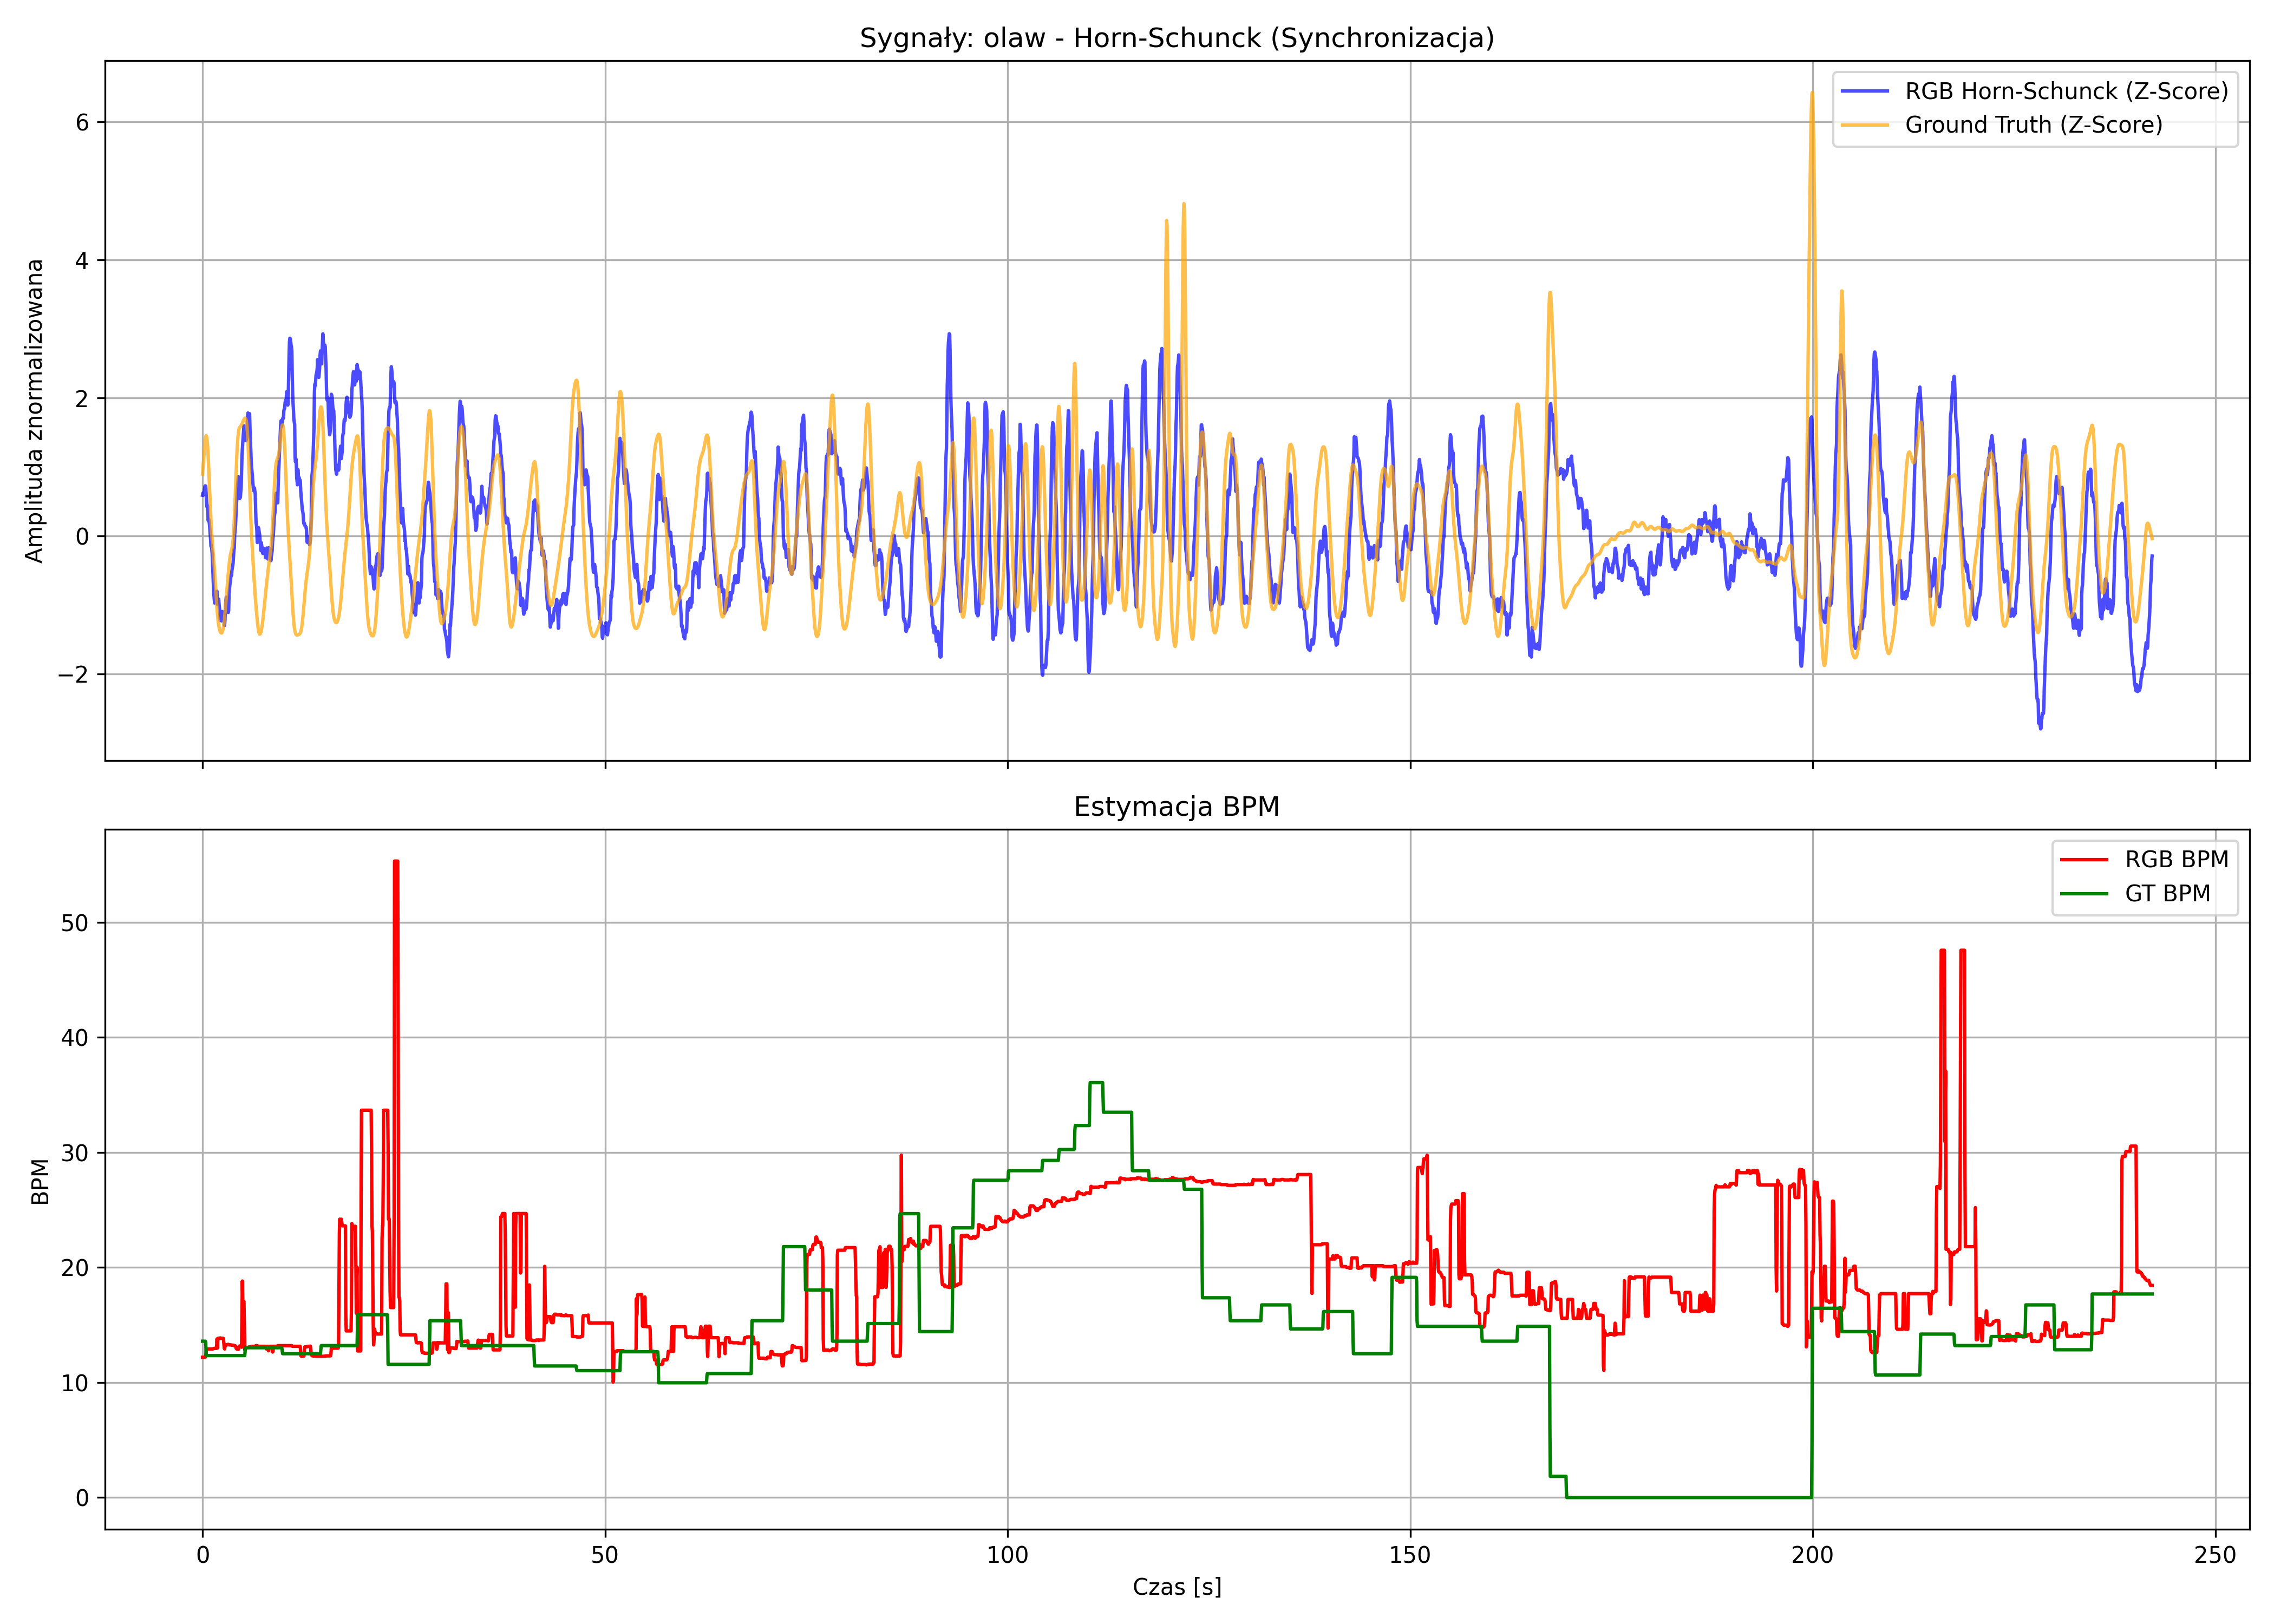 Sygnały: olaw - Horn-Schunck (Synchronizacja)
RGB Horn-Schunck (Z-Score)
Ground Truth (Z-Score)
Amplituda znormalizowana
6
4
2
0
−2
Estymacja BPM
RGB BPM
GT BPM
BPM
50
40
30
20
10
0
0 50 100 150 200 250
Czas [s]